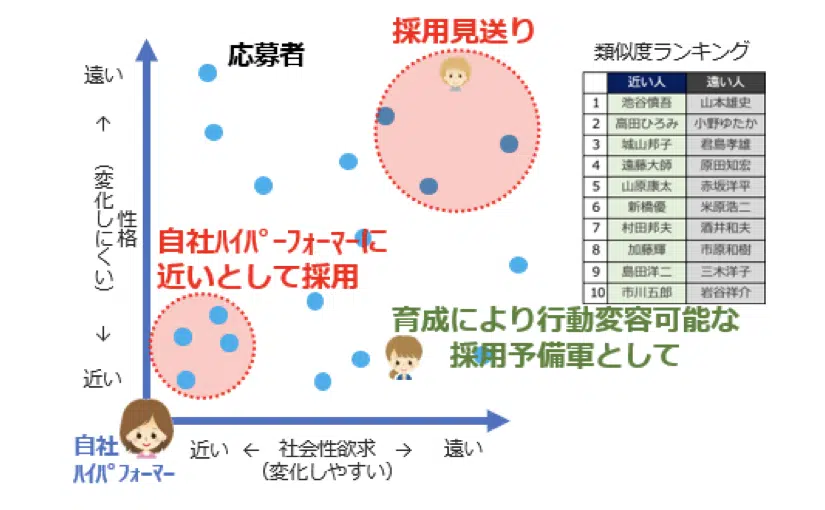 採用見送り
応募者
類似度ランキング
遠い
↑
性格
(変化しにくい)
↓
近い
自社ﾊｲﾊﾟｰﾌｫｰﾏｰに
近いとして採用
育成により行動変容可能な
採用予備軍として
近い人 遠い人
1 池谷慎吾 山本雄史
2 高田ひろみ 小野ゆたか
3 城山邦子 君島孝雄
4 遠藤大師 原田知宏
5 山原康太 赤坂洋平
6 新橋優 米原浩二
7 村田邦夫 酒井和夫
8 加藤輝 市原和樹
9 島田洋二 三木洋子
10 市川五郎 岩谷祥介
自社
ﾊｲﾊﾟﾌｫｰﾏｰ
近い ← 社会性欲求 → 遠い
(変化しやすい)